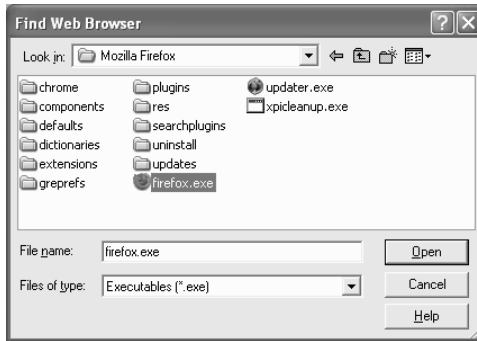 Find Web Browser
Look in: Mozilla Firefox
chrome plugins updater.exe
components res xpicleanup.exe
defaults searchplugins
dictionaries uninstall
extensions updates
greprefs firefox.exe
File name: firefox.exe Open
Files of type: Executables (*.exe) Cancel
Help